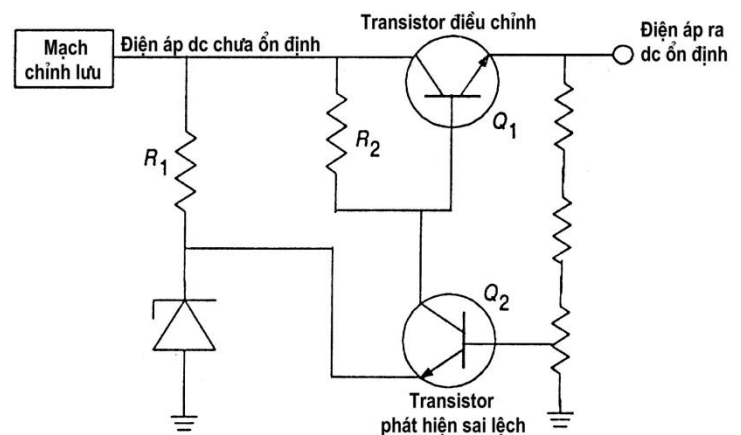 Transistor điều chỉnh
Điện áp ra
dc ổn định
Mạch
chỉnh lưu
Điện áp dc chưa ổn định
R1
R2
Q1
Q2
Transistor
phát hiện sai lệch